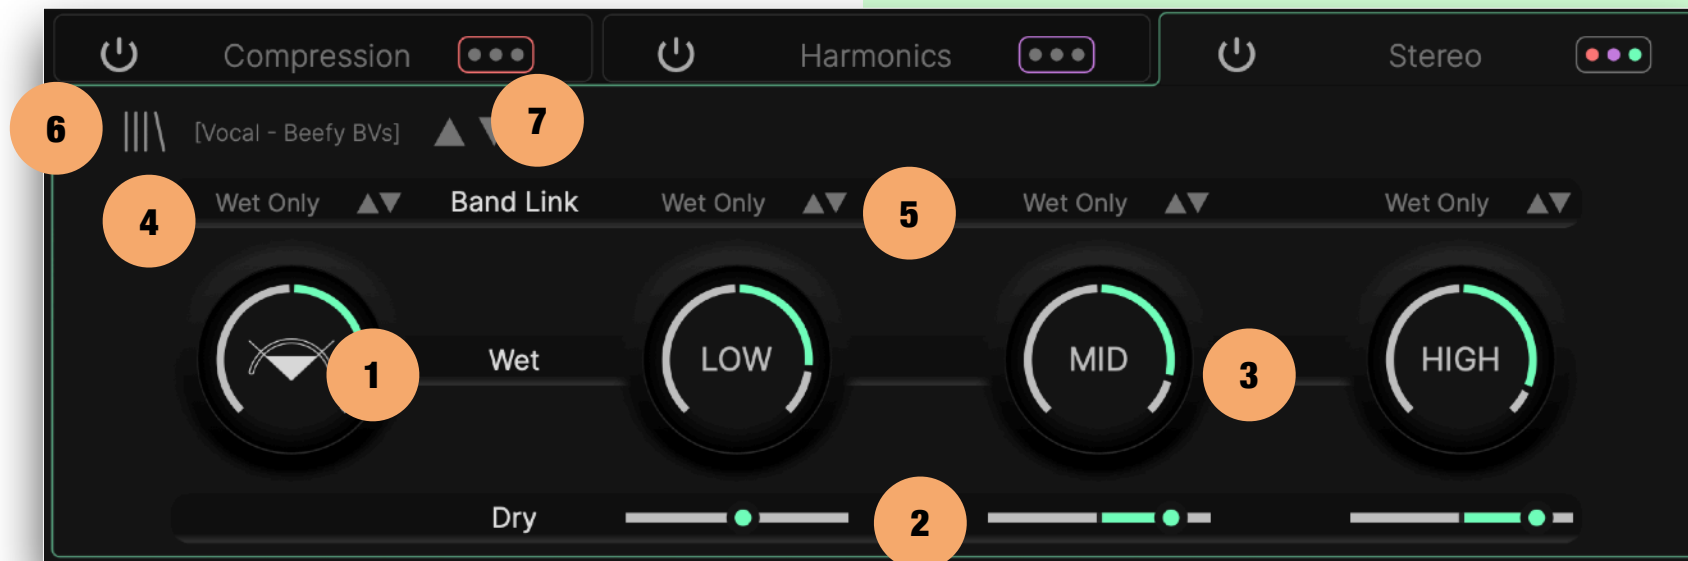 Compression Harmonics Stereo
6 [Vocal - Beefy BVs] 7
4 Wet Only Band Link Wet Only 5 Wet Only Wet Only
1 Wet LOW MID 3 HIGH
Dry 2